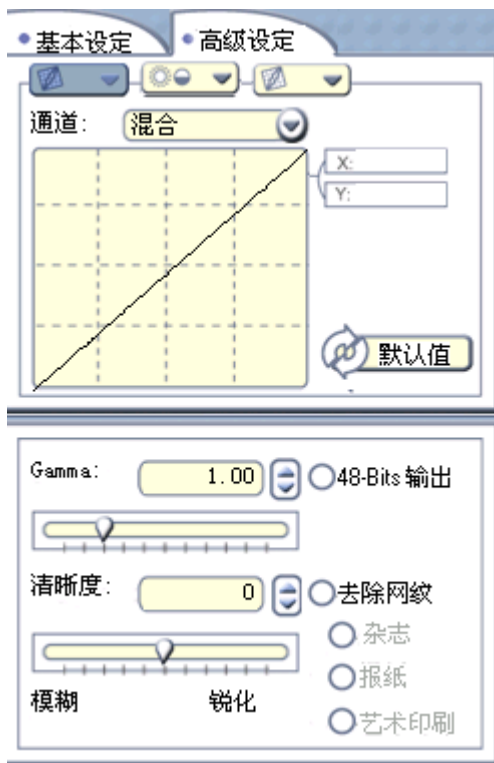 基本设定 高级设定
通道: 混合
X:
Y:
默认值
Gamma: 1.00 48-Bits 输出
清晰度: 0 去除网纹
杂志
报纸
模糊 锐化
艺术印刷